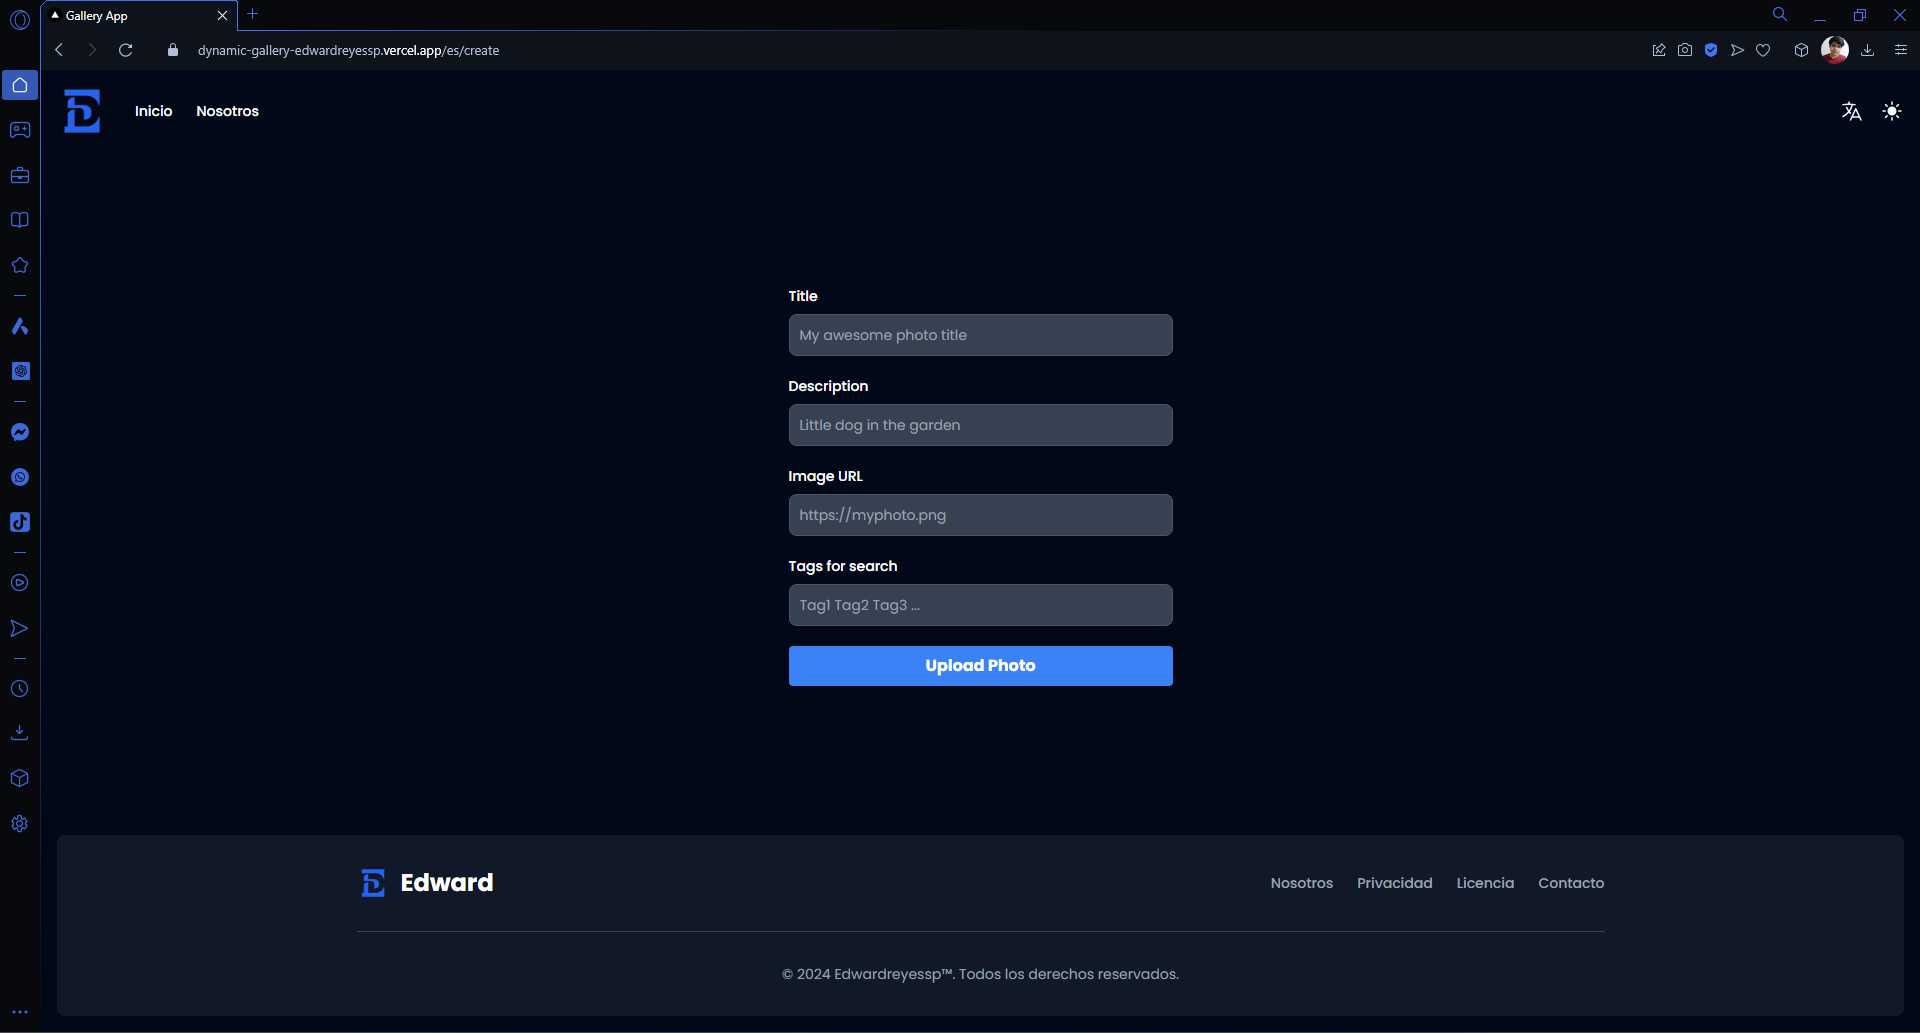 Gallery App
dynamic-gallery-edwardreyessp.vercel.app/es/create
Inicio Nosotros
Title
My awesome photo title
Description
Little dog in the garden
Image URL
https://myphoto.png
Tags for search
Tag1 Tag2 Tag3 ...
Upload Photo
Edward
Nosotros Privacidad Licencia Contacto
© 2024 Edwardreyessp™. Todos los derechos reservados.